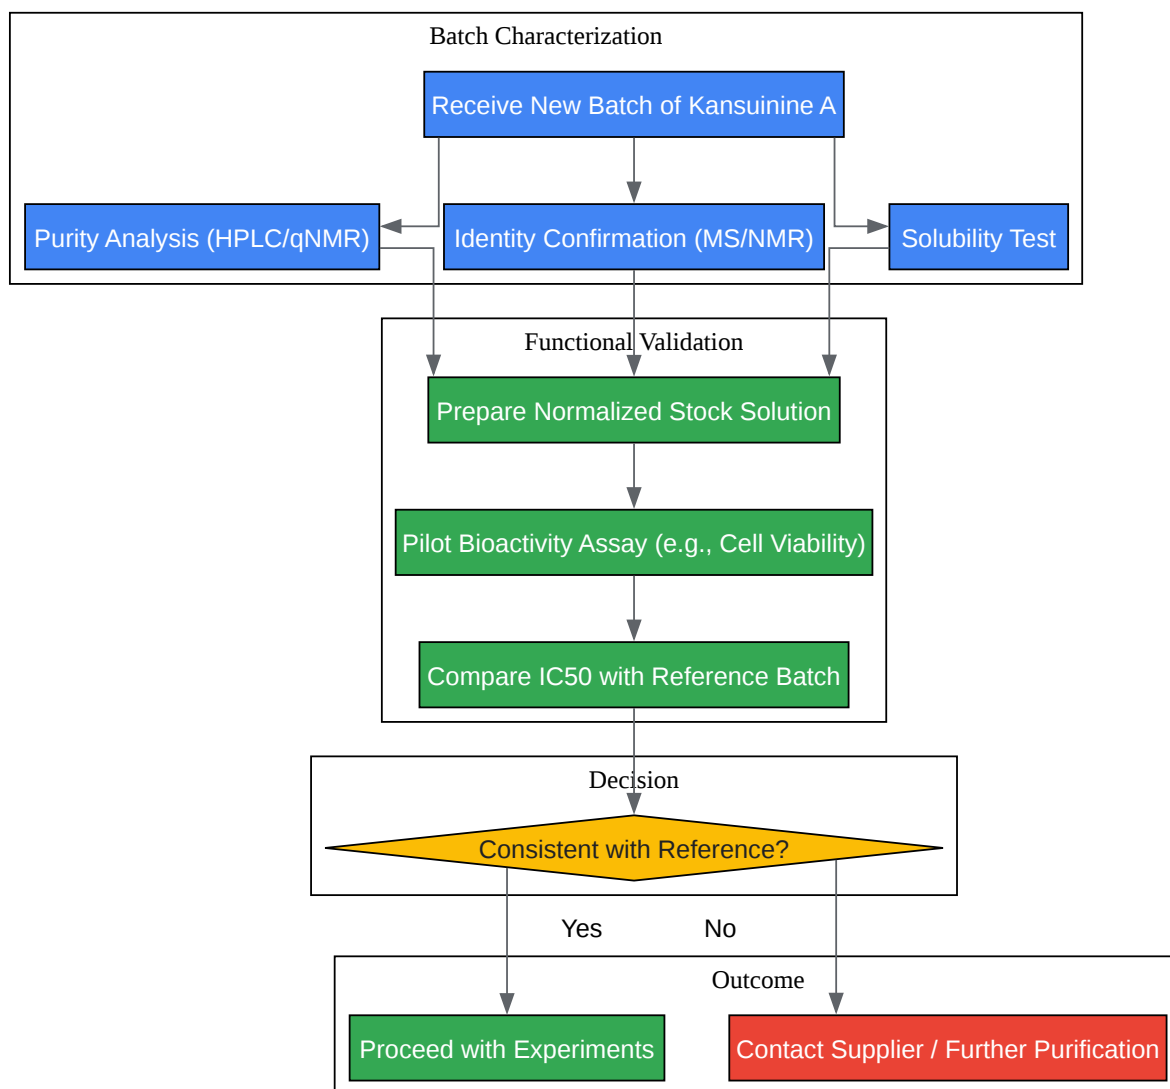 Batch Characterization
Receive New Batch of Kansuinine A
Purity Analysis (HPLC/qNMR)
Identity Confirmation (MS/NMR)
Solubility Test
Functional Validation
Prepare Normalized Stock Solution
Pilot Bioactivity Assay (e.g., Cell Viability)
Compare IC50 with Reference Batch
Decision
Consistent with Reference?
Yes
No
Outcome
Proceed with Experiments
Contact Supplier / Further Purification